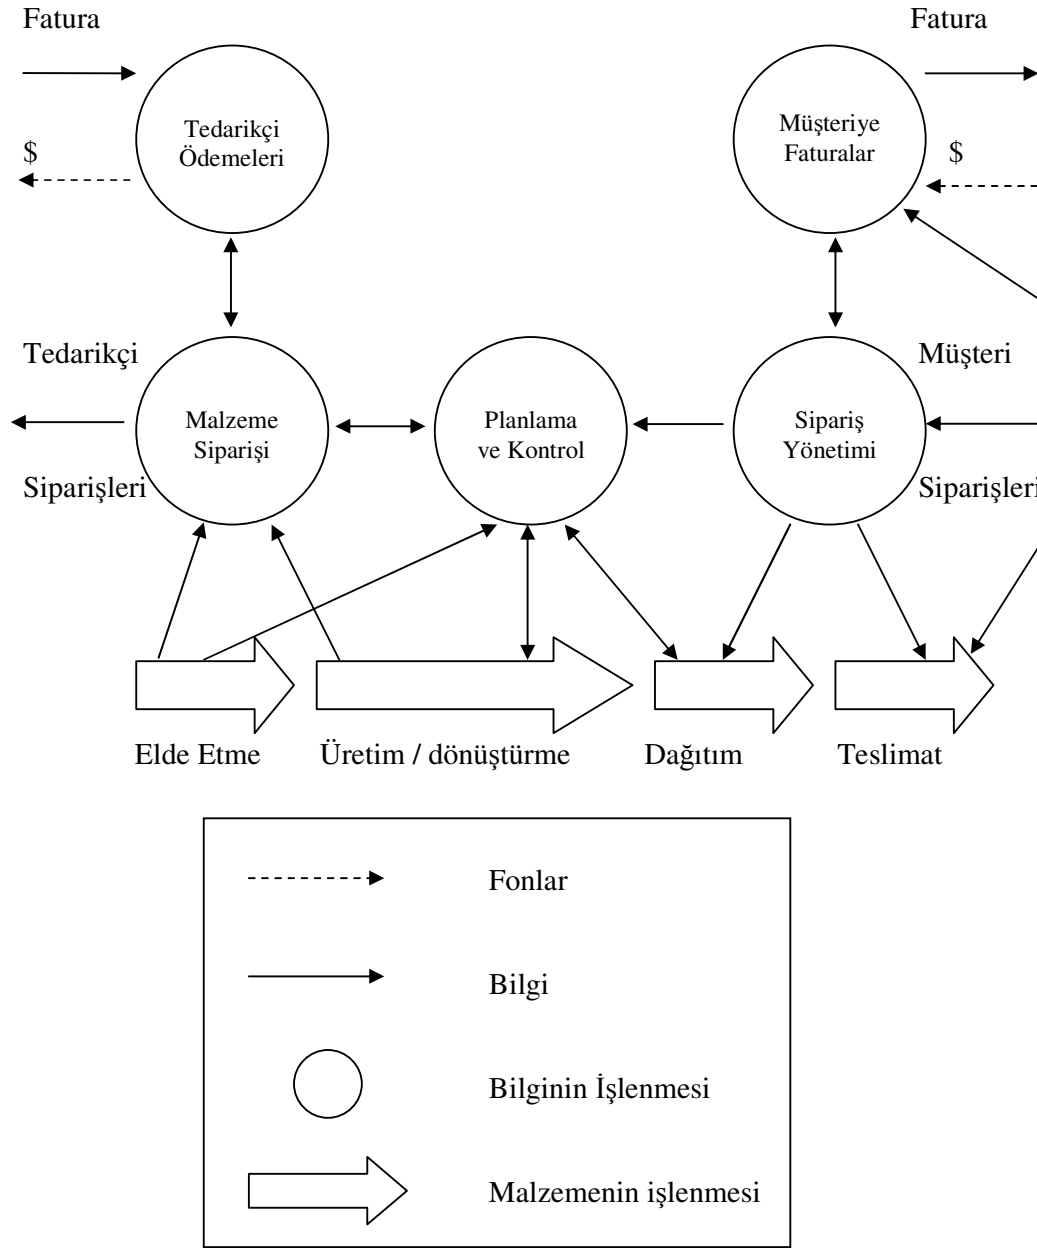 Fatura
Fatura
Tedarikçi
Ödemeleri
Müşteriye
Faturalar
$
$
Tedarikçi
Müşteri
Malzeme
Siparişi
Planlama
ve Kontrol
Sipariş
Yönetimi
Siparişleri
Siparişleri
Elde Etme
Üretim / dönüştürme
Dağıtım
Teslimat
Fonlar
Bilgi
Bilginin İşlenmesi
Malzemenin işlenmesi